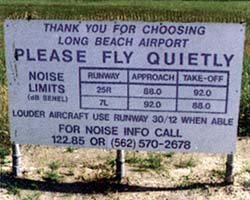 THANK YOU FOR CHOOSING
LONG BEACH AIRPORT
PLEASE FLY QUIETLY
NOISE LIMITS (dB SENEL)
RUNWAY APPROACH TAKE-OFF
25R 88.0 92.0
7L 92.0 88.0
LOUDER AIRCRAFT USE RUNWAY 30/12 WHEN ABLE
FOR NOISE INFO CALL
122.85 OR (562) 570-2678